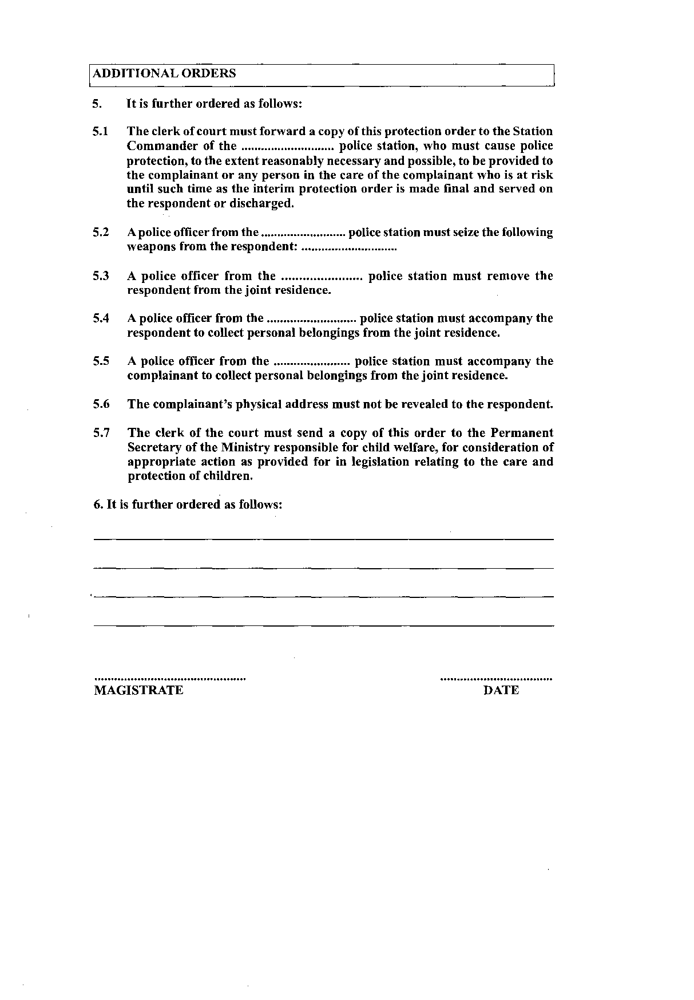 ADDITIONAL ORDERS
5. It is further ordered as follows:
5.1 The clerk of court must forward a copy of this protection order to the Station
Commander of the ............................ police station, who must cause police
protection, to the extent reasonably necessary and possible, to be provided to
the complainant or any person in the care of the complainant who is at risk
until such time as the interim protection order is made final and served on
the respondent or discharged.
5.2 A police officer from the .......................... police station must seize the following
weapons from the respondent: .............................
5.3 A police officer from the ....................... police station must remove the
respondent from the joint residence.
5.4 A police officer from the ........................... police station must accompany the
respondent to collect personal belongings from the joint residence.
5.5 A police officer from the ....................... police station must accompany the
complainant to collect personal belongings from the joint residence.
5.6 The complainant's physical address must not be revealed to the respondent.
5.7 The clerk of the court must send a copy of this order to the Permanent
Secretary of the Ministry responsible for child welfare, for consideration of
appropriate action as provided for in legislation relating to the care and
protection of children.
6. It is further ordered as follows:
.............................................. ..................................
MAGISTRATE DATE